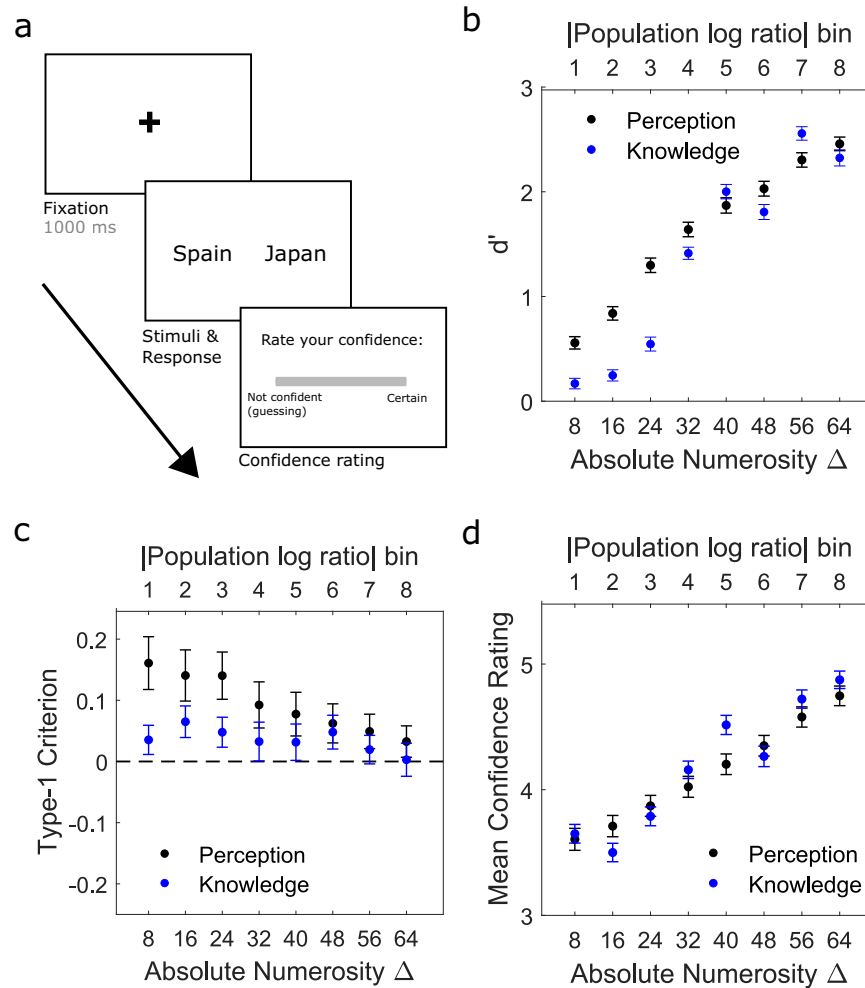 a
Fixation
1000 ms
Spain Japan
Stimuli &
Response
Rate your confidence:
Not confident
(guessing)
Certain
Confidence rating
b
|Population log ratio| bin
1 2 3 4 5 6 7 8
3
2
1
0
d'
Perception
Knowledge
8 16 24 32 40 48 56 64
Absolute Numerosity Δ
c
|Population log ratio| bin
1 2 3 4 5 6 7 8
0.2
0.1
0
-0.1
-0.2
Type-1 Criterion
Perception
Knowledge
8 16 24 32 40 48 56 64
Absolute Numerosity Δ
d
|Population log ratio| bin
1 2 3 4 5 6 7 8
5
4
3
Mean Confidence Rating
Perception
Knowledge
8 16 24 32 40 48 56 64
Absolute Numerosity Δ